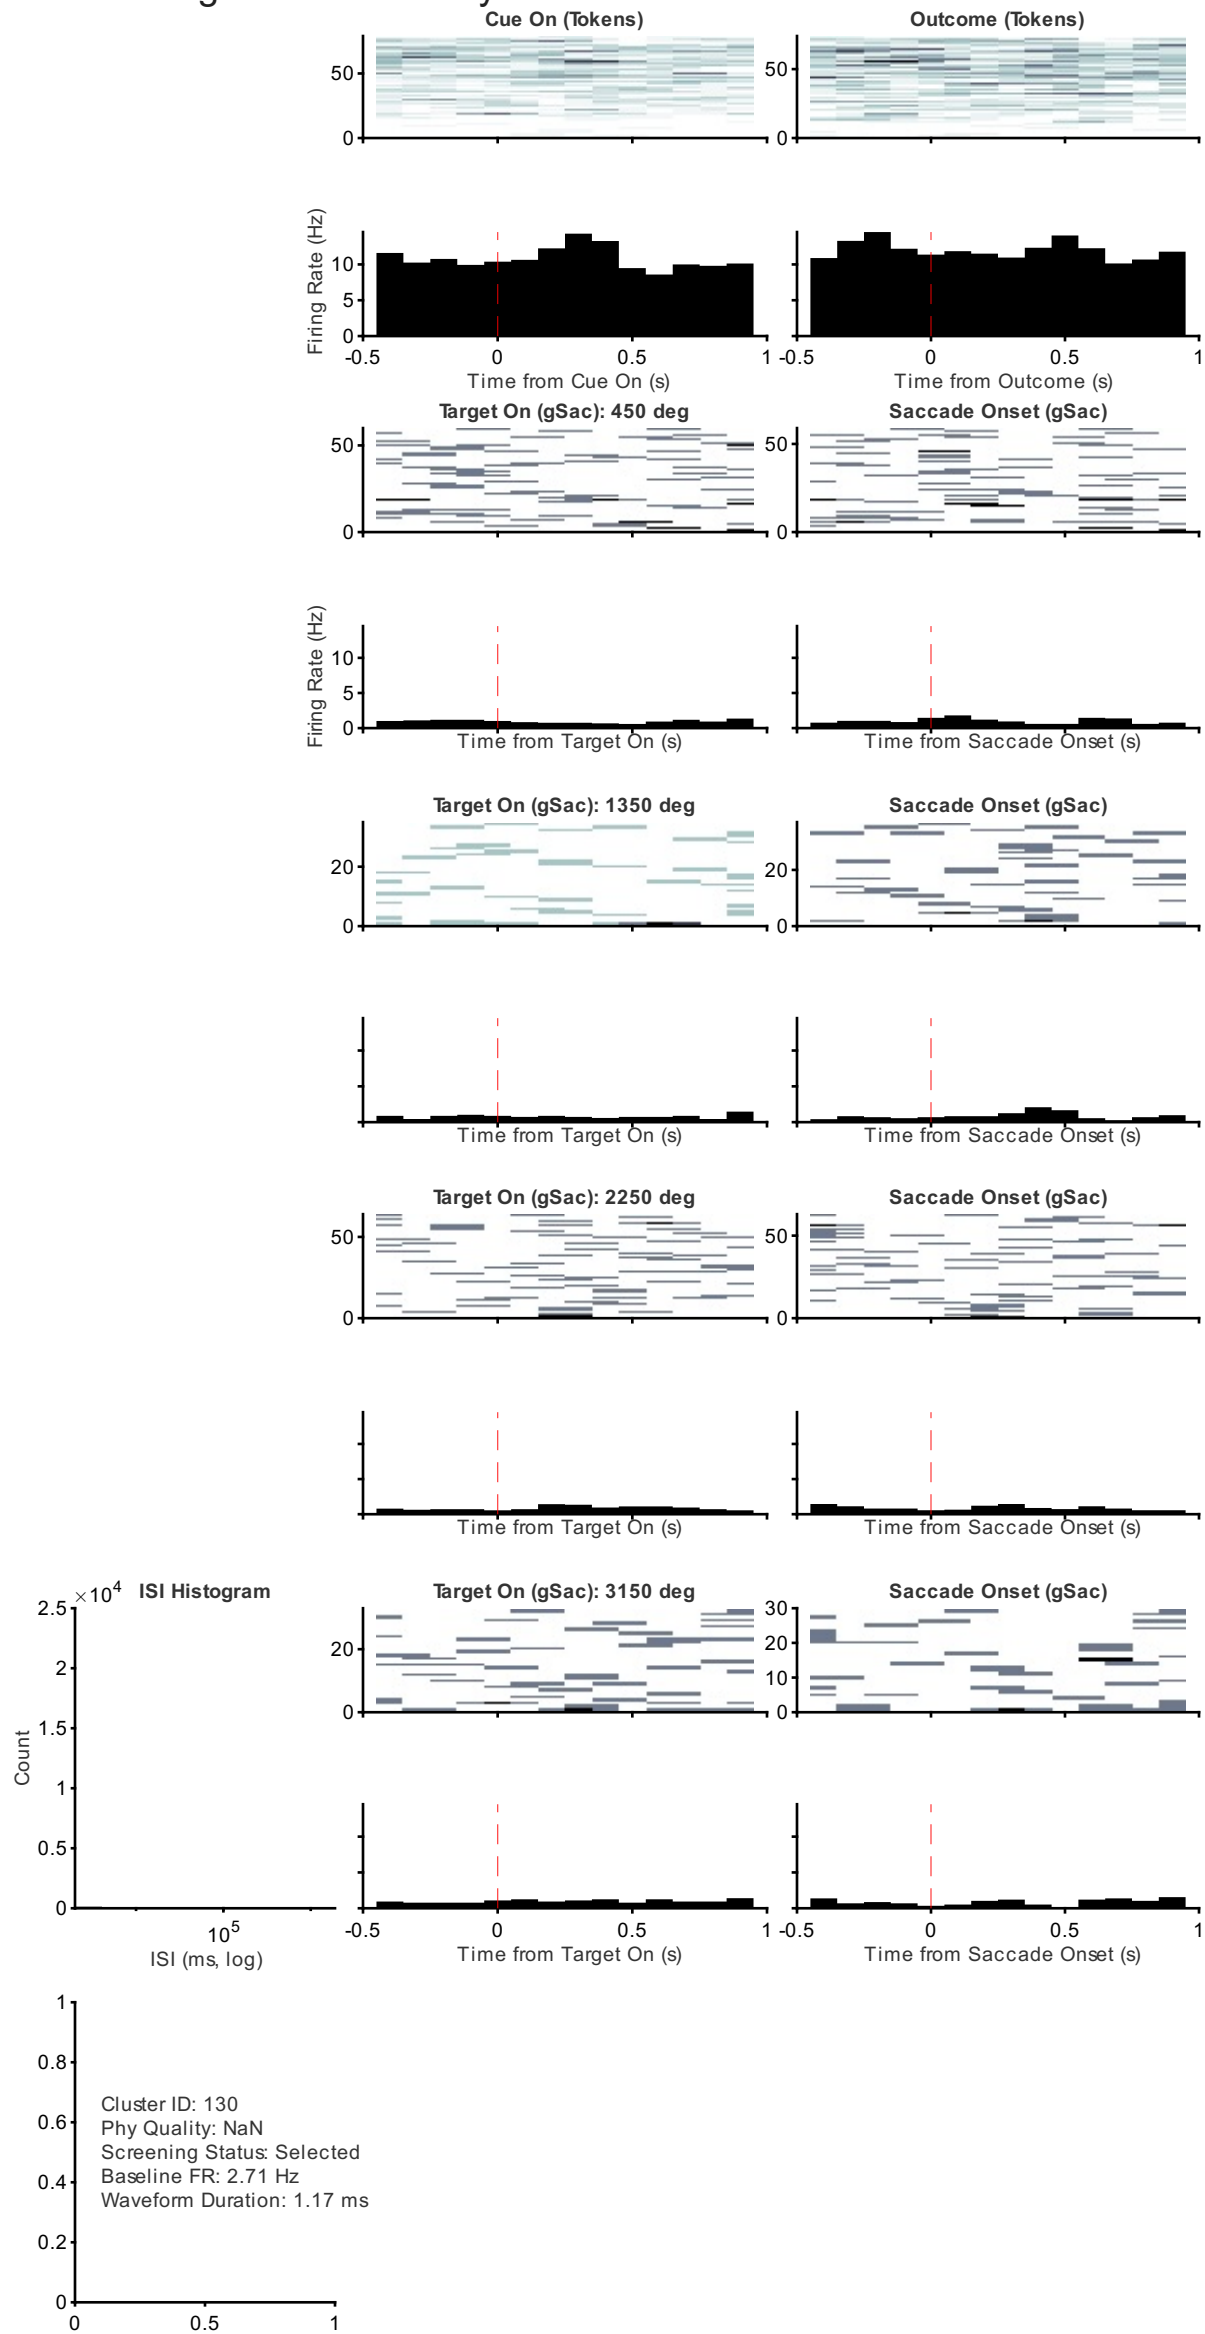 Cue On (Tokens)
Outcome (Tokens)
50
0
50
0
Firing Rate (Hz)
10
5
0
-0.5
0
0.5
1
-0.5
0
0.5
1
Time from Cue On (s)
Time from Outcome (s)
Target On (gSac): 450 deg
Saccade Onset (gSac)
50
0
50
0
Firing Rate (Hz)
10
5
0
Time from Target On (s)
Time from Saccade Onset (s)
Target On (gSac): 1350 deg
Saccade Onset (gSac)
20
0
20
0
Time from Target On (s)
Time from Saccade Onset (s)
Target On (gSac): 2250 deg
Saccade Onset (gSac)
50
0
50
0
Time from Target On (s)
Time from Saccade Onset (s)
×10^4
ISI Histogram
Target On (gSac): 3150 deg
Saccade Onset (gSac)
2.5
2
1.5
1
0.5
0
Count
10^5
ISI (ms, log)
20
0
30
20
10
0
-0.5
0
0.5
1
-0.5
0
0.5
1
Time from Target On (s)
Time from Saccade Onset (s)
1
0.8
0.6
0.4
0.2
0
Cluster ID: 130
Phy Quality: NaN
Screening Status: Selected
Baseline FR: 2.71 Hz
Waveform Duration: 1.17 ms
0
0.5
1